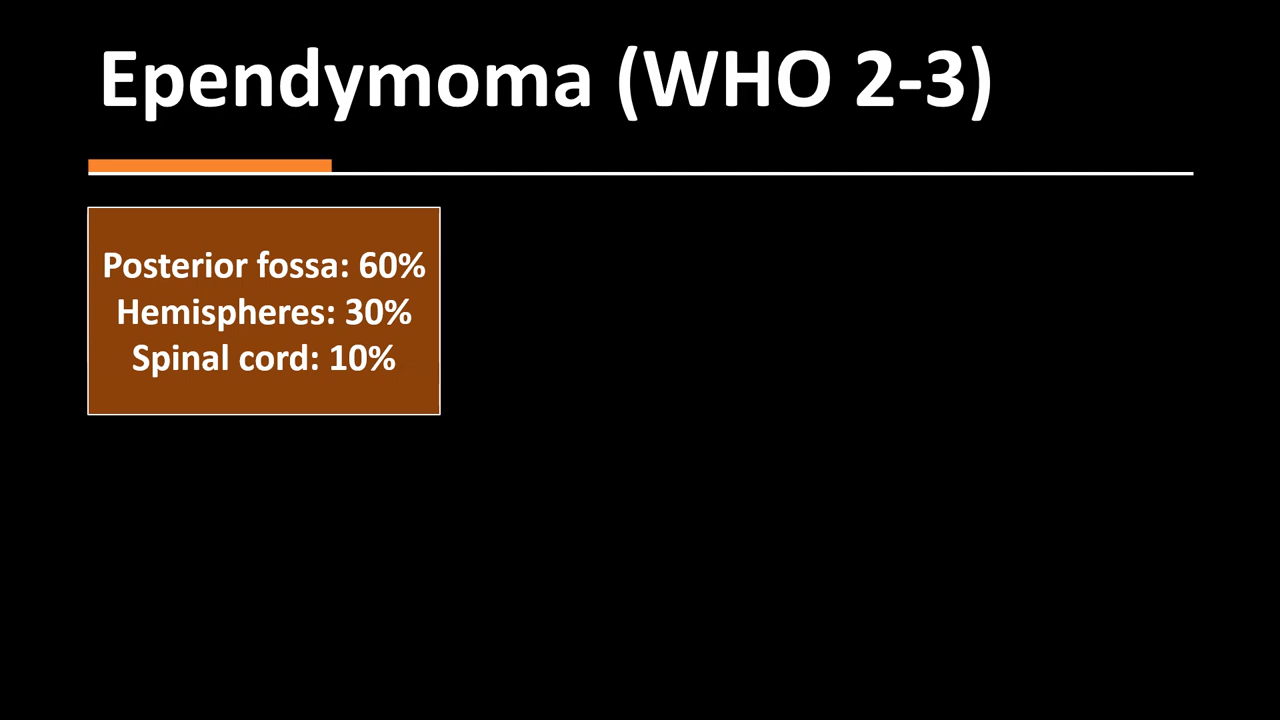 Ependymoma (WHO 2-3)
Posterior fossa: 60%
Hemispheres: 30%
Spinal cord: 10%